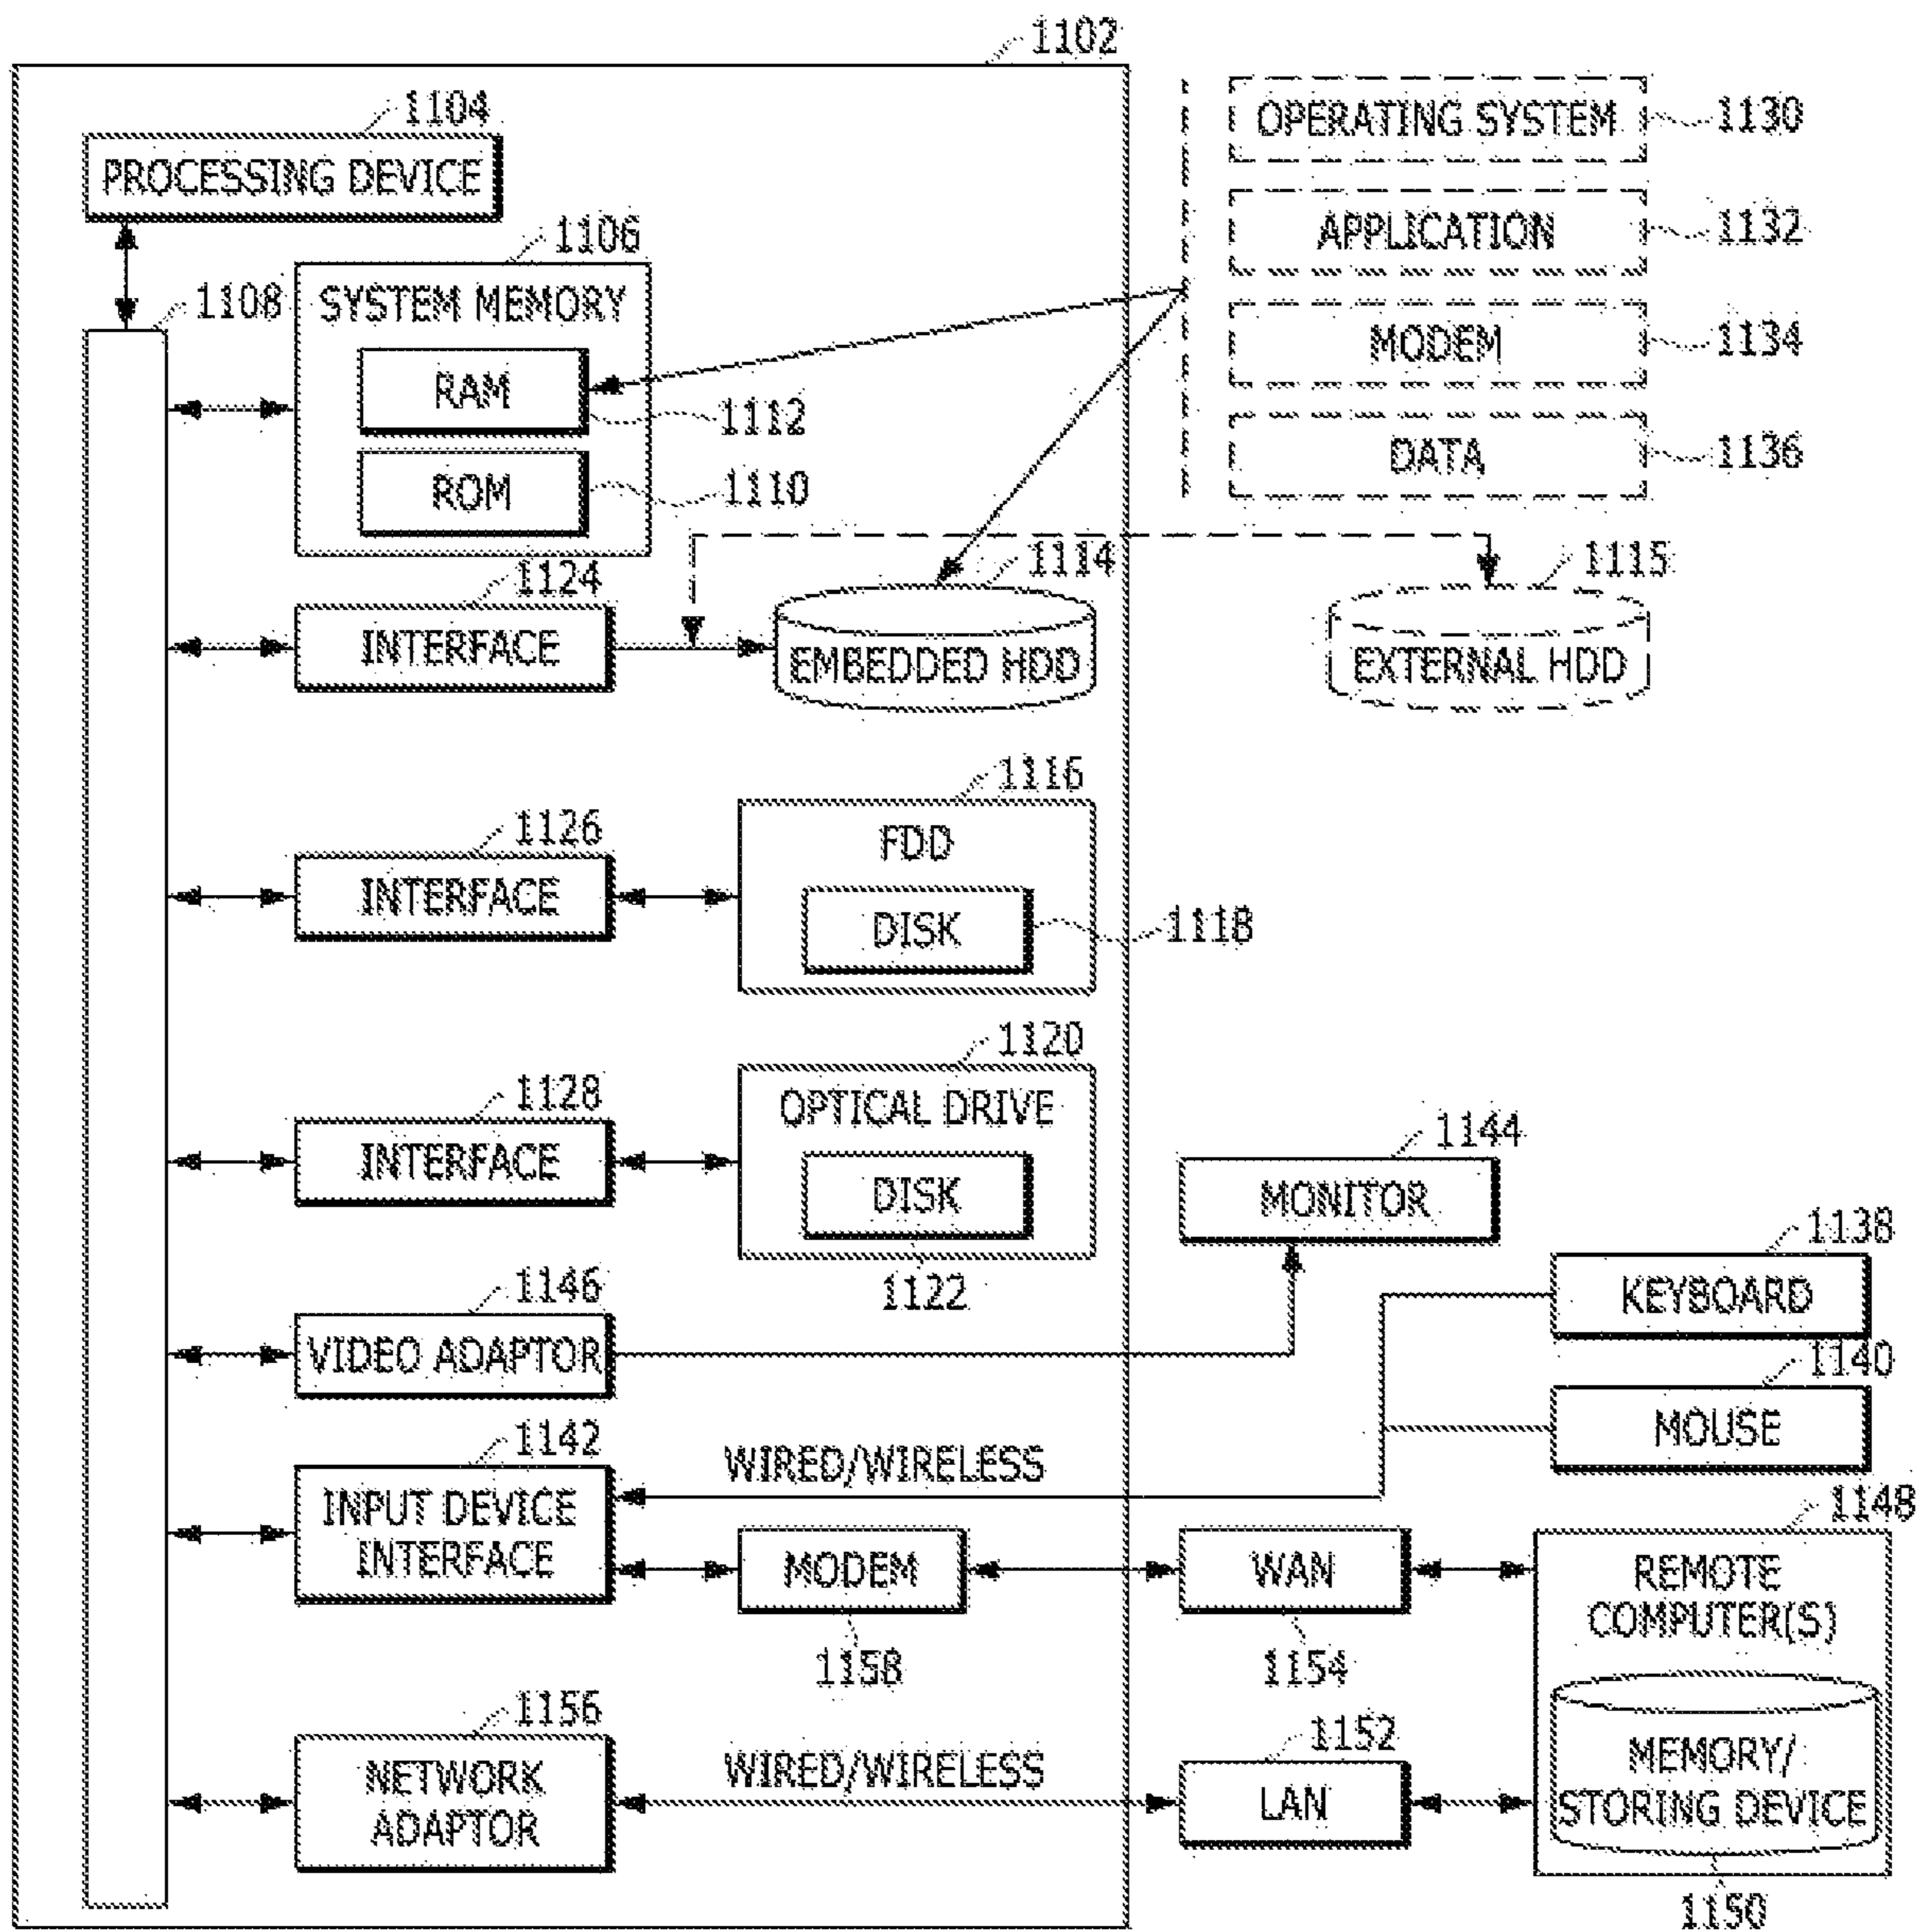 1102
1104
PROCESSING DEVICE
OPERATING SYSTEM
1130
APPLICATION
1132
MODEM
1134
DATA
1136
1106
SYSTEM MEMORY
1108
RAM
1112
ROM
1110
1124
INTERFACE
1114
EMBEDDED HDD
1115
EXTERNAL HDD
1126
INTERFACE
1116
FDD
DISK
1118
1128
INTERFACE
1120
OPTICAL DRIVE
DISK
1122
1144
MONITOR
1146
VIDEO ADAPTOR
1138
KEYBOARD
1140
MOUSE
1142
INPUT DEVICE
INTERFACE
WIRED/WIRELESS
MODEM
1158
WAN
1154
1148
REMOTE
COMPUTER(S)
MEMORY/
STORING DEVICE
1150
1156
NETWORK
ADAPTOR
WIRED/WIRELESS
1152
LAN